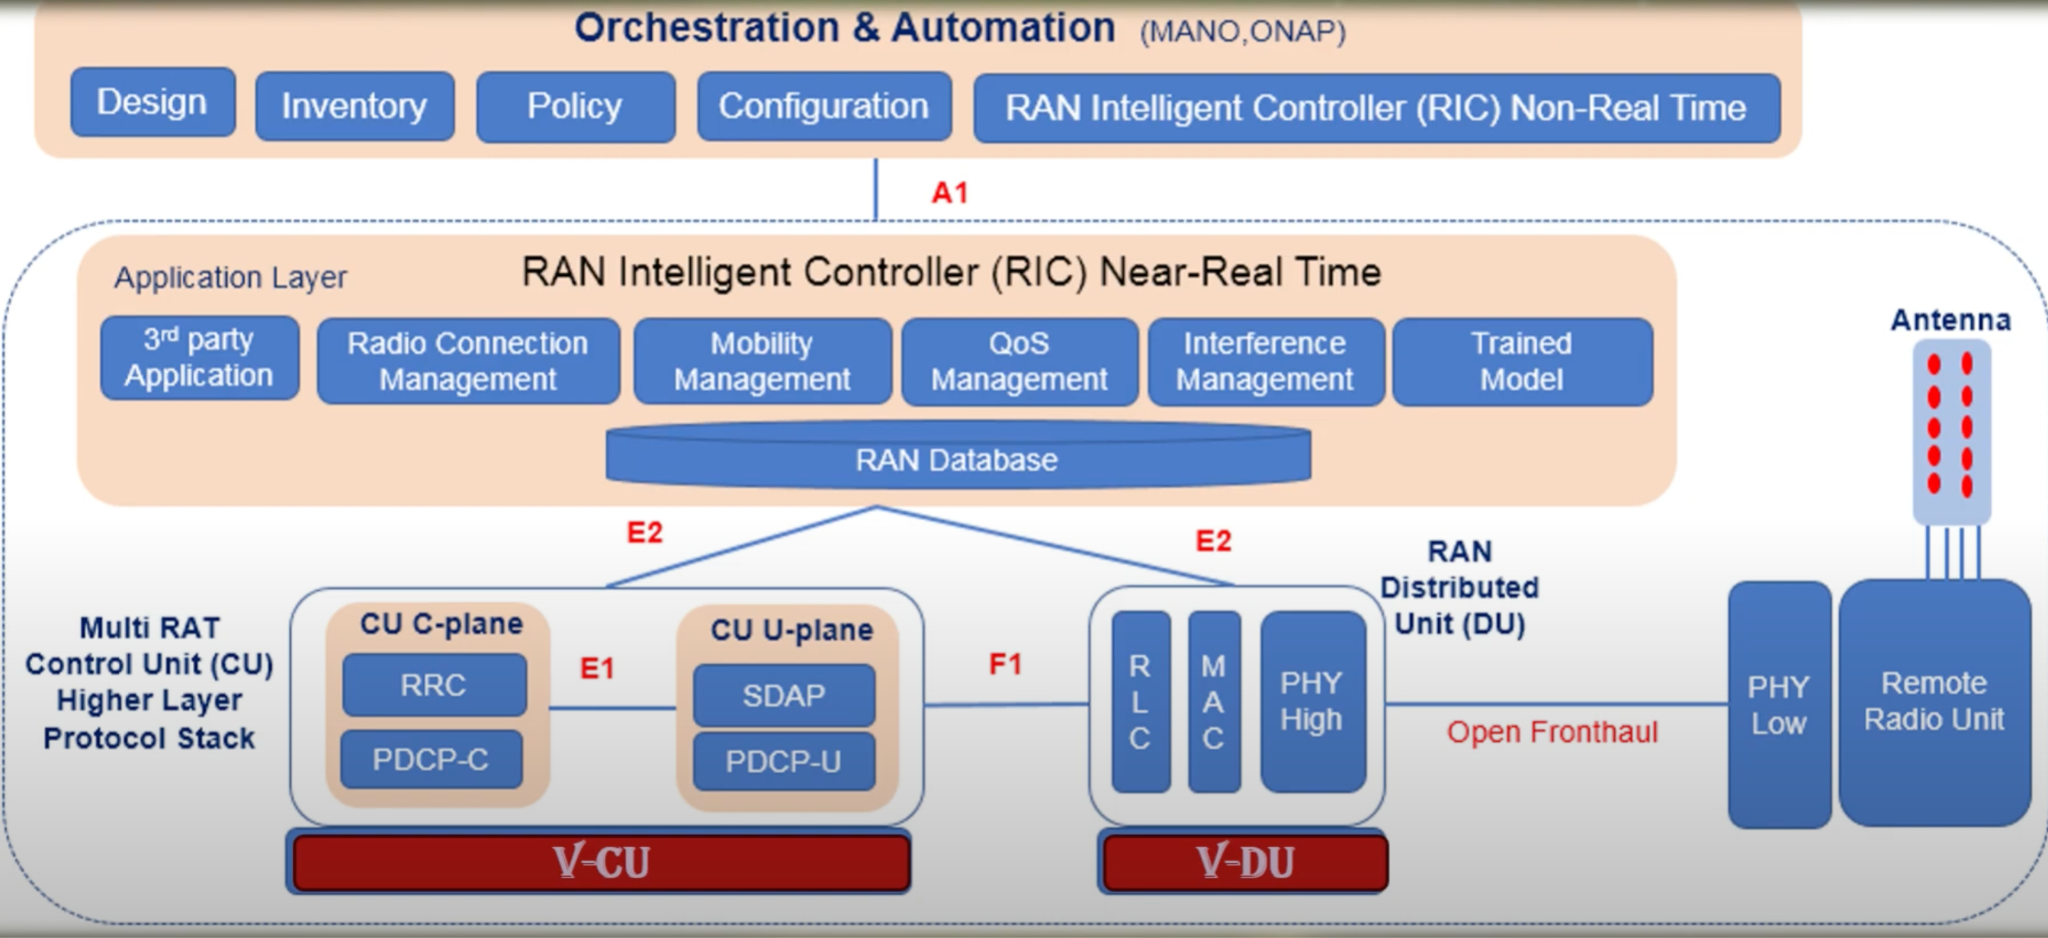 Orchestration & Automation (MANO,ONAP)
Design
Inventory
Policy
Configuration
RAN Intelligent Controller (RIC) Non-Real Time
A1
Application Layer
RAN Intelligent Controller (RIC) Near-Real Time
3rd party
Application
Radio Connection
Management
Mobility
Management
QoS
Management
Interference
Management
Trained
Model
Antenna
RAN Database
E2
E2
RAN
Distributed
Unit (DU)
Multi RAT
Control Unit (CU)
Higher Layer
Protocol Stack
CU C-plane
RRC
PDCP-C
E1
CU U-plane
SDAP
PDCP-U
F1
RLC
MAC
PHY
High
Open Fronthaul
PHY
Low
Remote
Radio Unit
V-CU
V-DU